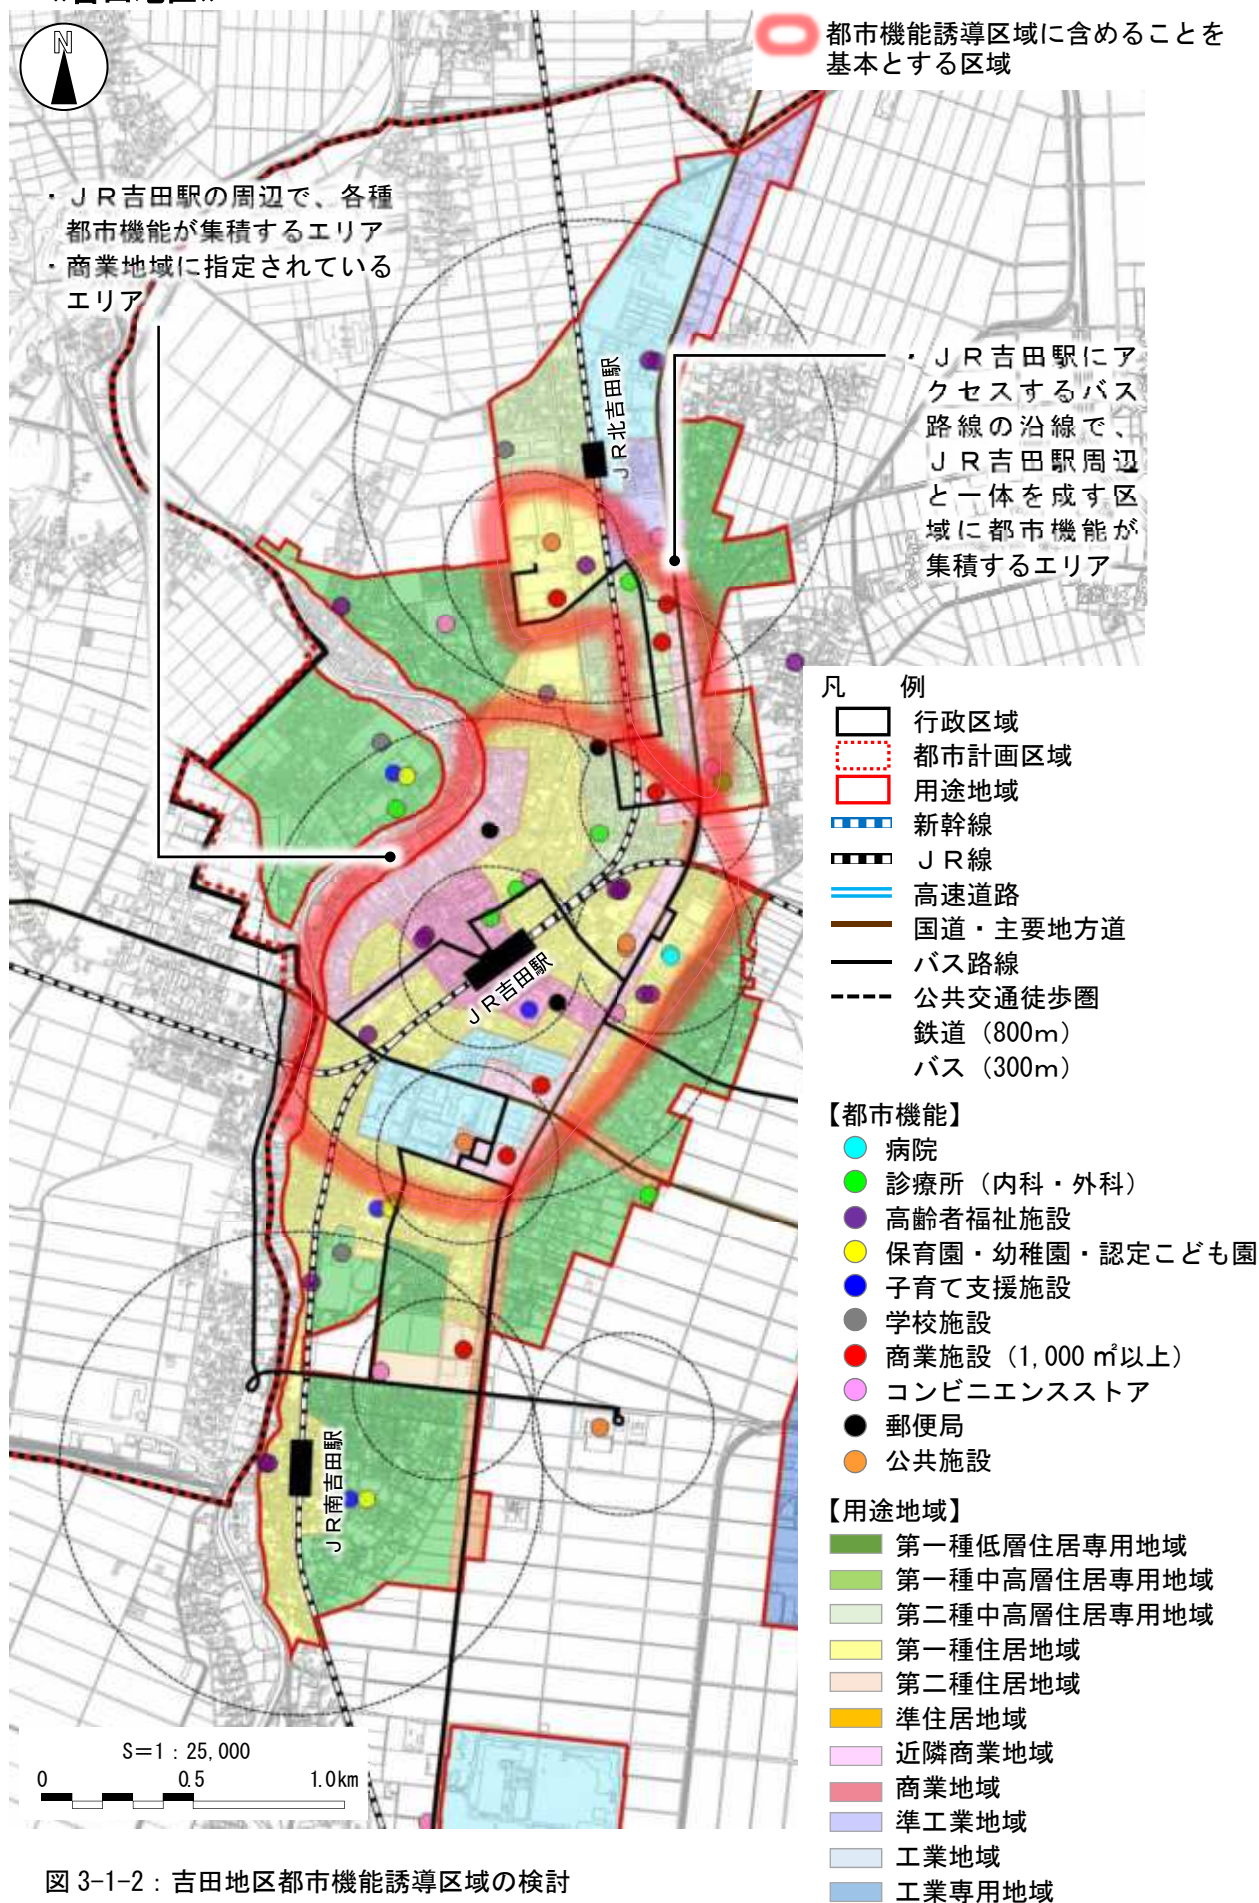 N
都市機能誘導区域に含めることを
基本とする区域
・ＪＲ吉田駅の周辺で、各種
都市機能が集積するエリア
・商業地域に指定されている
エリア
・ＪＲ吉田駅にア
クセスするバス
路線の沿線で、
ＪＲ吉田駅周辺
と一体を成す区
域に都市機能が
集積するエリア
ＪＲ北吉田駅
ＪＲ吉田駅
ＪＲ南吉田駅
凡　例
行政区域
都市計画区域
用途地域
新幹線
ＪＲ線
高速道路
国道・主要地方道
バス路線
公共交通徒歩圏
鉄道（800m）
バス（300m）
【都市機能】
病院
診療所（内科・外科）
高齢者福祉施設
保育園・幼稚園・認定こども園
子育て支援施設
学校施設
商業施設（1,000 ㎡以上）
コンビニエンスストア
郵便局
公共施設
【用途地域】
第一種低層住居専用地域
第一種中高層住居専用地域
第二種中高層住居専用地域
第一種住居地域
第二種住居地域
準住居地域
近隣商業地域
商業地域
準工業地域
工業地域
工業専用地域
S＝1：25,000
0 0.5 1.0km
図 3-1-2：吉田地区都市機能誘導区域の検討